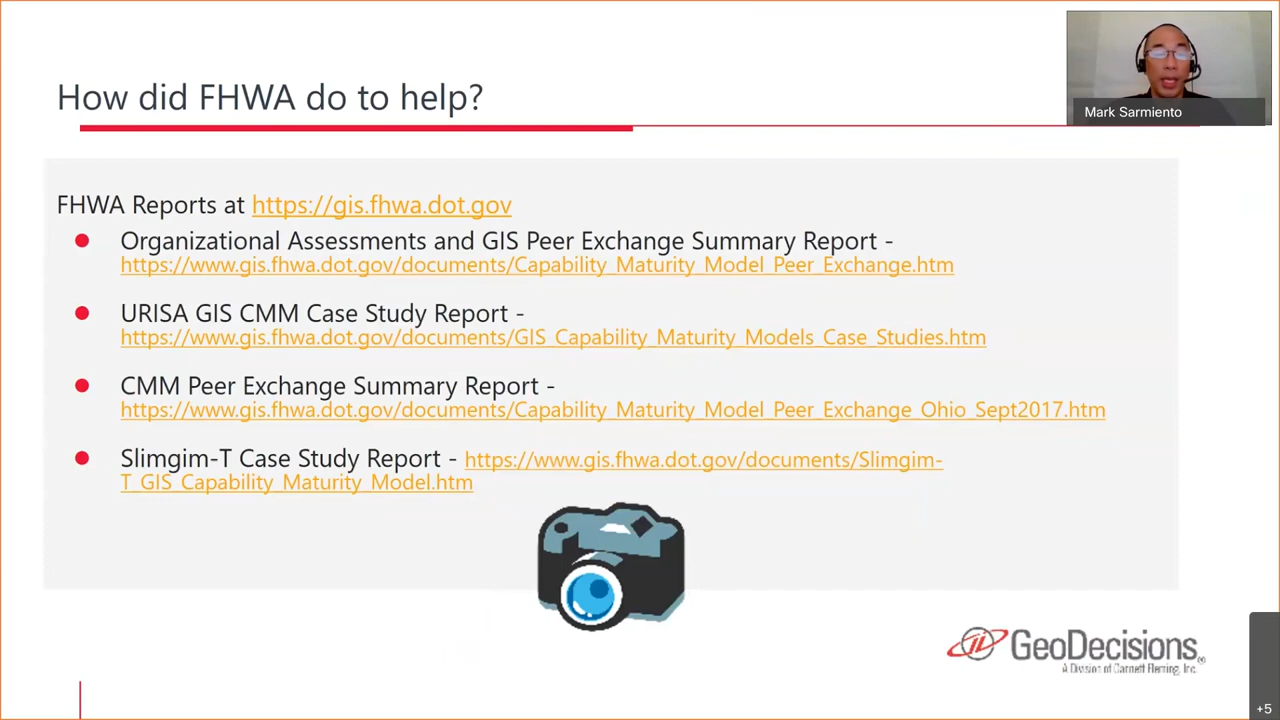 How did FHWA do to help?
Mark Sarmiento
FHWA Reports at https://gis.fhwa.dot.gov
Organizational Assessments and GIS Peer Exchange Summary Report -
https://www.gis.fhwa.dot.gov/documents/Capability_Maturity_Model_Peer_Exchange.htm
URISA GIS CMM Case Study Report -
https://www.gis.fhwa.dot.gov/documents/GIS_Capability_Maturity_Models_Case_Studies.htm
CMM Peer Exchange Summary Report -
https://www.gis.fhwa.dot.gov/documents/Capability_Maturity_Model_Peer_Exchange_Ohio_Sept2017.htm
Slimgim-T Case Study Report - https://www.gis.fhwa.dot.gov/documents/Slimgim-
T_GIS_Capability_Maturity_Model.htm
GeoDecisions®
A Division of Gannett Fleming, Inc.
+5